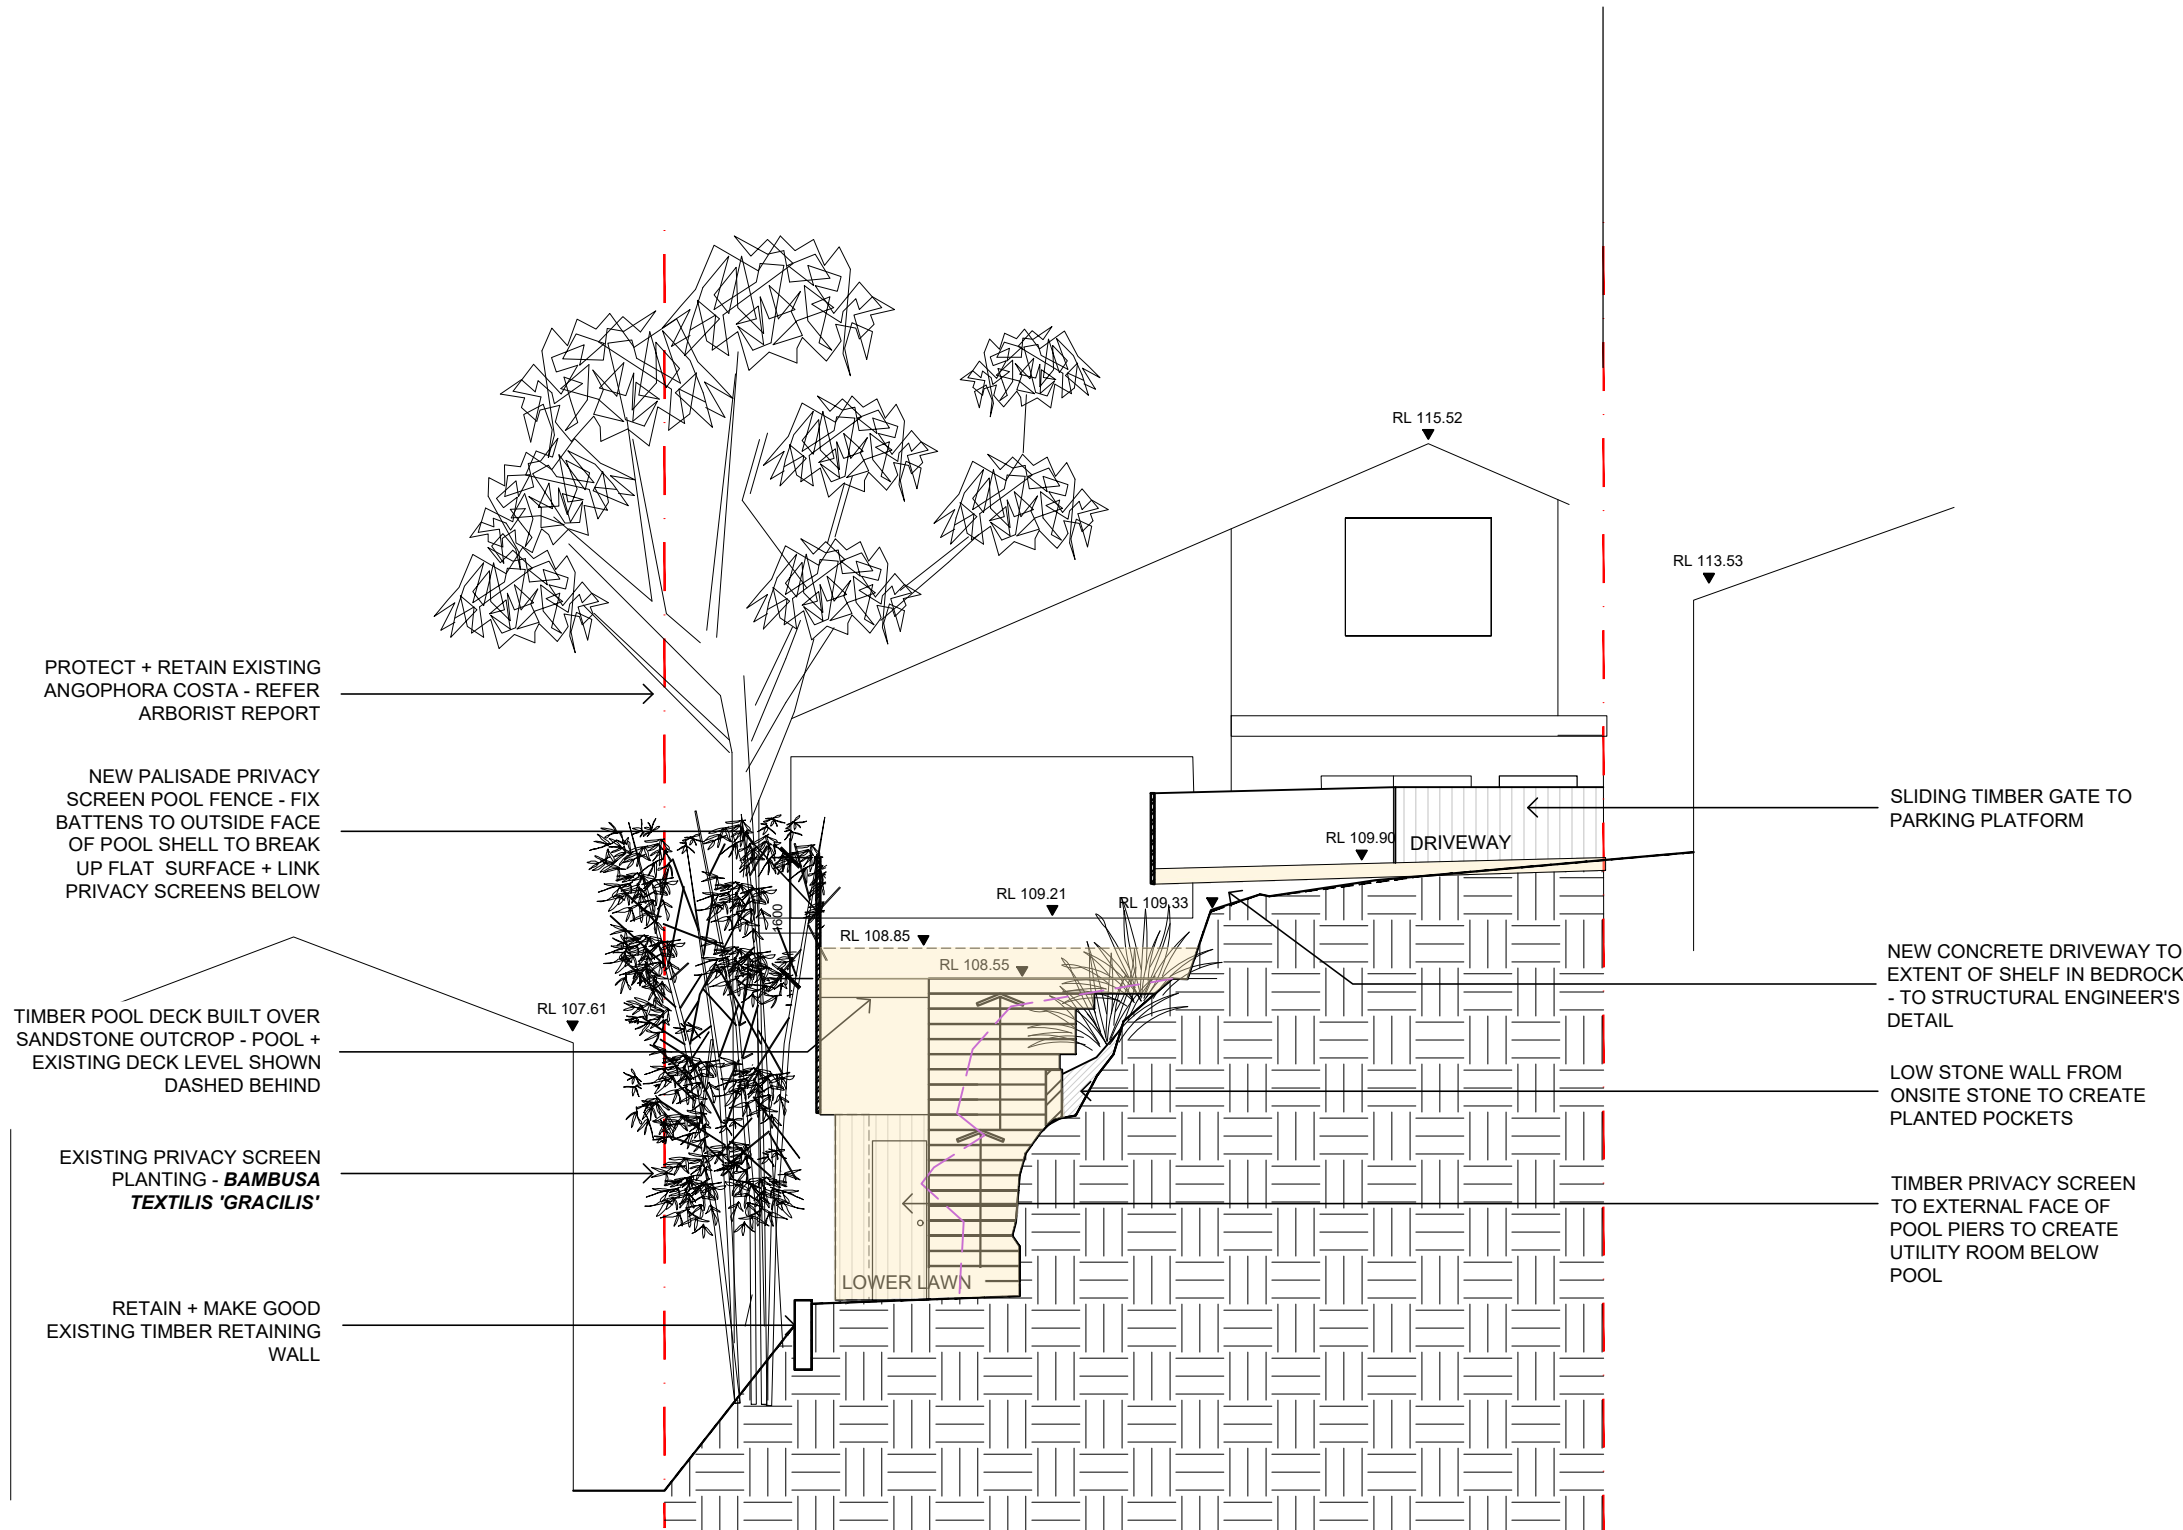 RL 115.52
RL 113.53
PROTECT + RETAIN EXISTING
ANGOPHORA COSTA - REFER
ARBORIST REPORT
NEW PALISADE PRIVACY
SCREEN POOL FENCE - FIX
BATTENS TO OUTSIDE FACE
OF POOL SHELL TO BREAK
UP FLAT SURFACE + LINK
PRIVACY SCREENS BELOW
SLIDING TIMBER GATE TO
PARKING PLATFORM
RL 109.90
DRIVEWAY
RL 109.21
RL 109.33
1600
RL 108.85
RL 108.55
NEW CONCRETE DRIVEWAY TO
EXTENT OF SHELF IN BEDROCK
- TO STRUCTURAL ENGINEER'S
DETAIL
RL 107.61
TIMBER POOL DECK BUILT OVER
SANDSTONE OUTCROP - POOL +
EXISTING DECK LEVEL SHOWN
DASHED BEHIND
LOW STONE WALL FROM
ONSITE STONE TO CREATE
PLANTED POCKETS
EXISTING PRIVACY SCREEN
PLANTING - BAMBUSA
TEXTILIS 'GRACILIS'
TIMBER PRIVACY SCREEN
TO EXTERNAL FACE OF
POOL PIERS TO CREATE
UTILITY ROOM BELOW
POOL
LOWER LAWN
RETAIN + MAKE GOOD
EXISTING TIMBER RETAINING
WALL